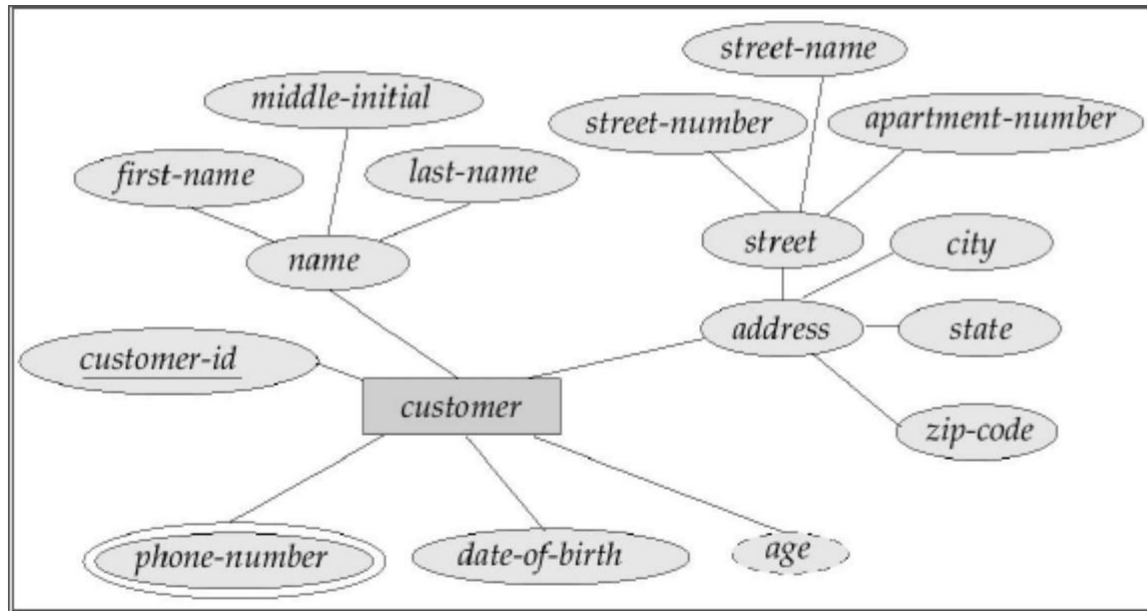 street-name
middle-initial
street-number
apartment-number
first-name
last-name
street
city
name
address
state
customer-id
customer
zip-code
phone-number
date-of-birth
age